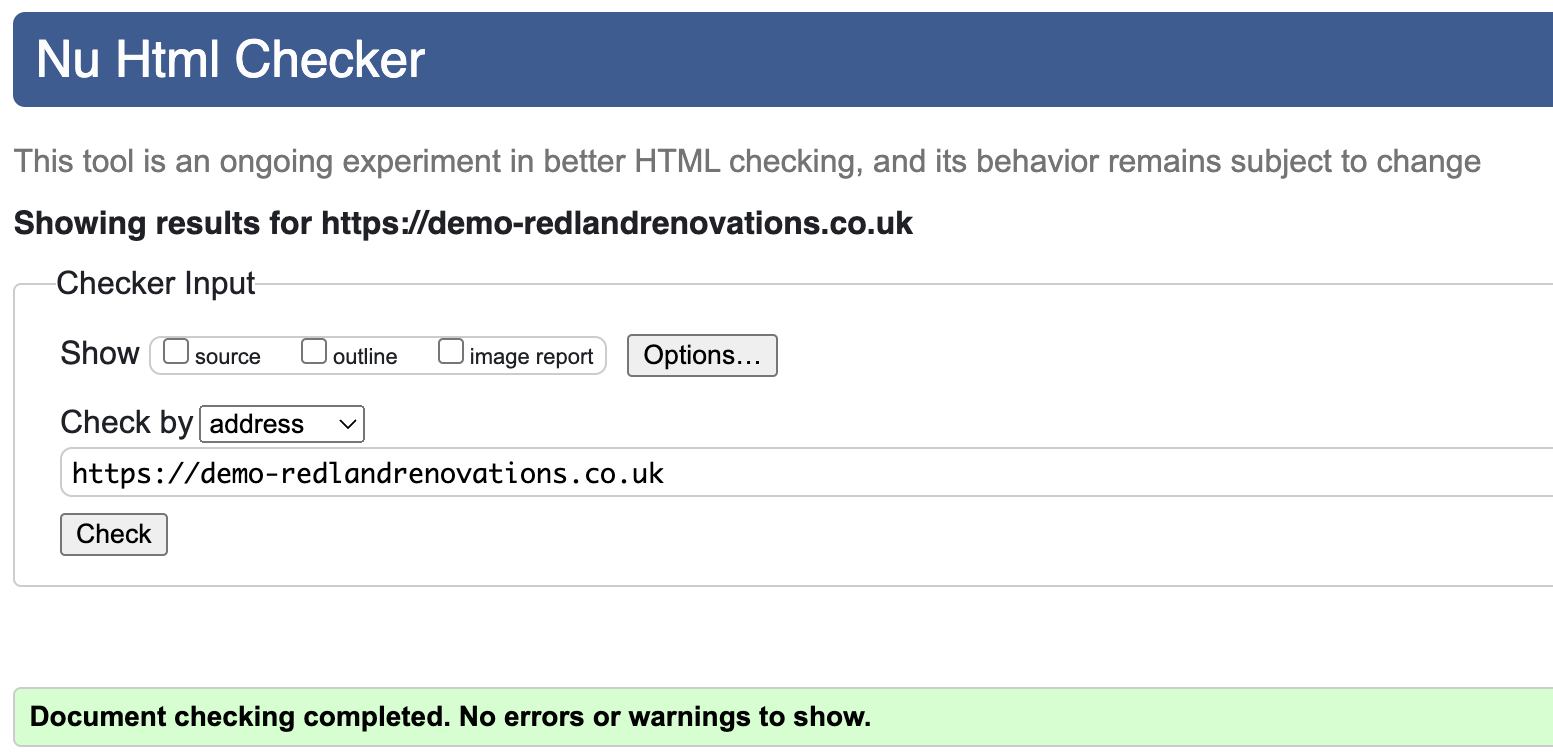 Nu Html Checker
This tool is an ongoing experiment in better HTML checking, and its behavior remains subject to change
Showing results for https://demo-redlandrenovations.co.uk
Checker Input
Show source outline image report Options…
Check by address
https://demo-redlandrenovations.co.uk
Check
Document checking completed. No errors or warnings to show.